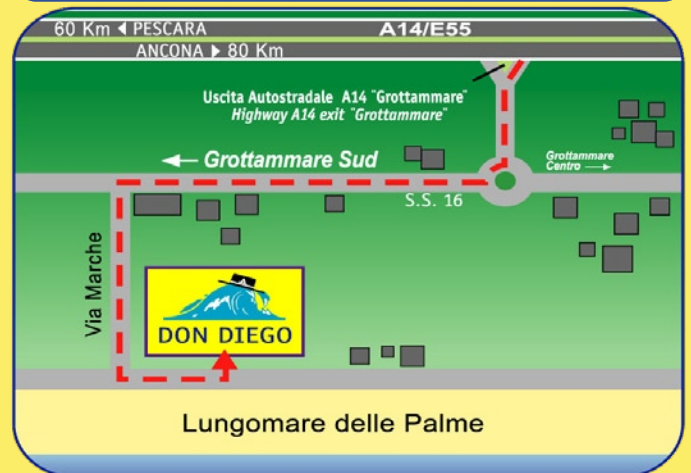 60 Km ◀ PESCARA
A14/E55
ANCONA ▶ 80 Km
Uscita Autostradale A14 "Grottammare"
Highway A14 exit "Grottammare"
← Grottammare Sud
Grottammare
Centro →
S.S. 16
Via Marche
DON DIEGO
Lungomare delle Palme